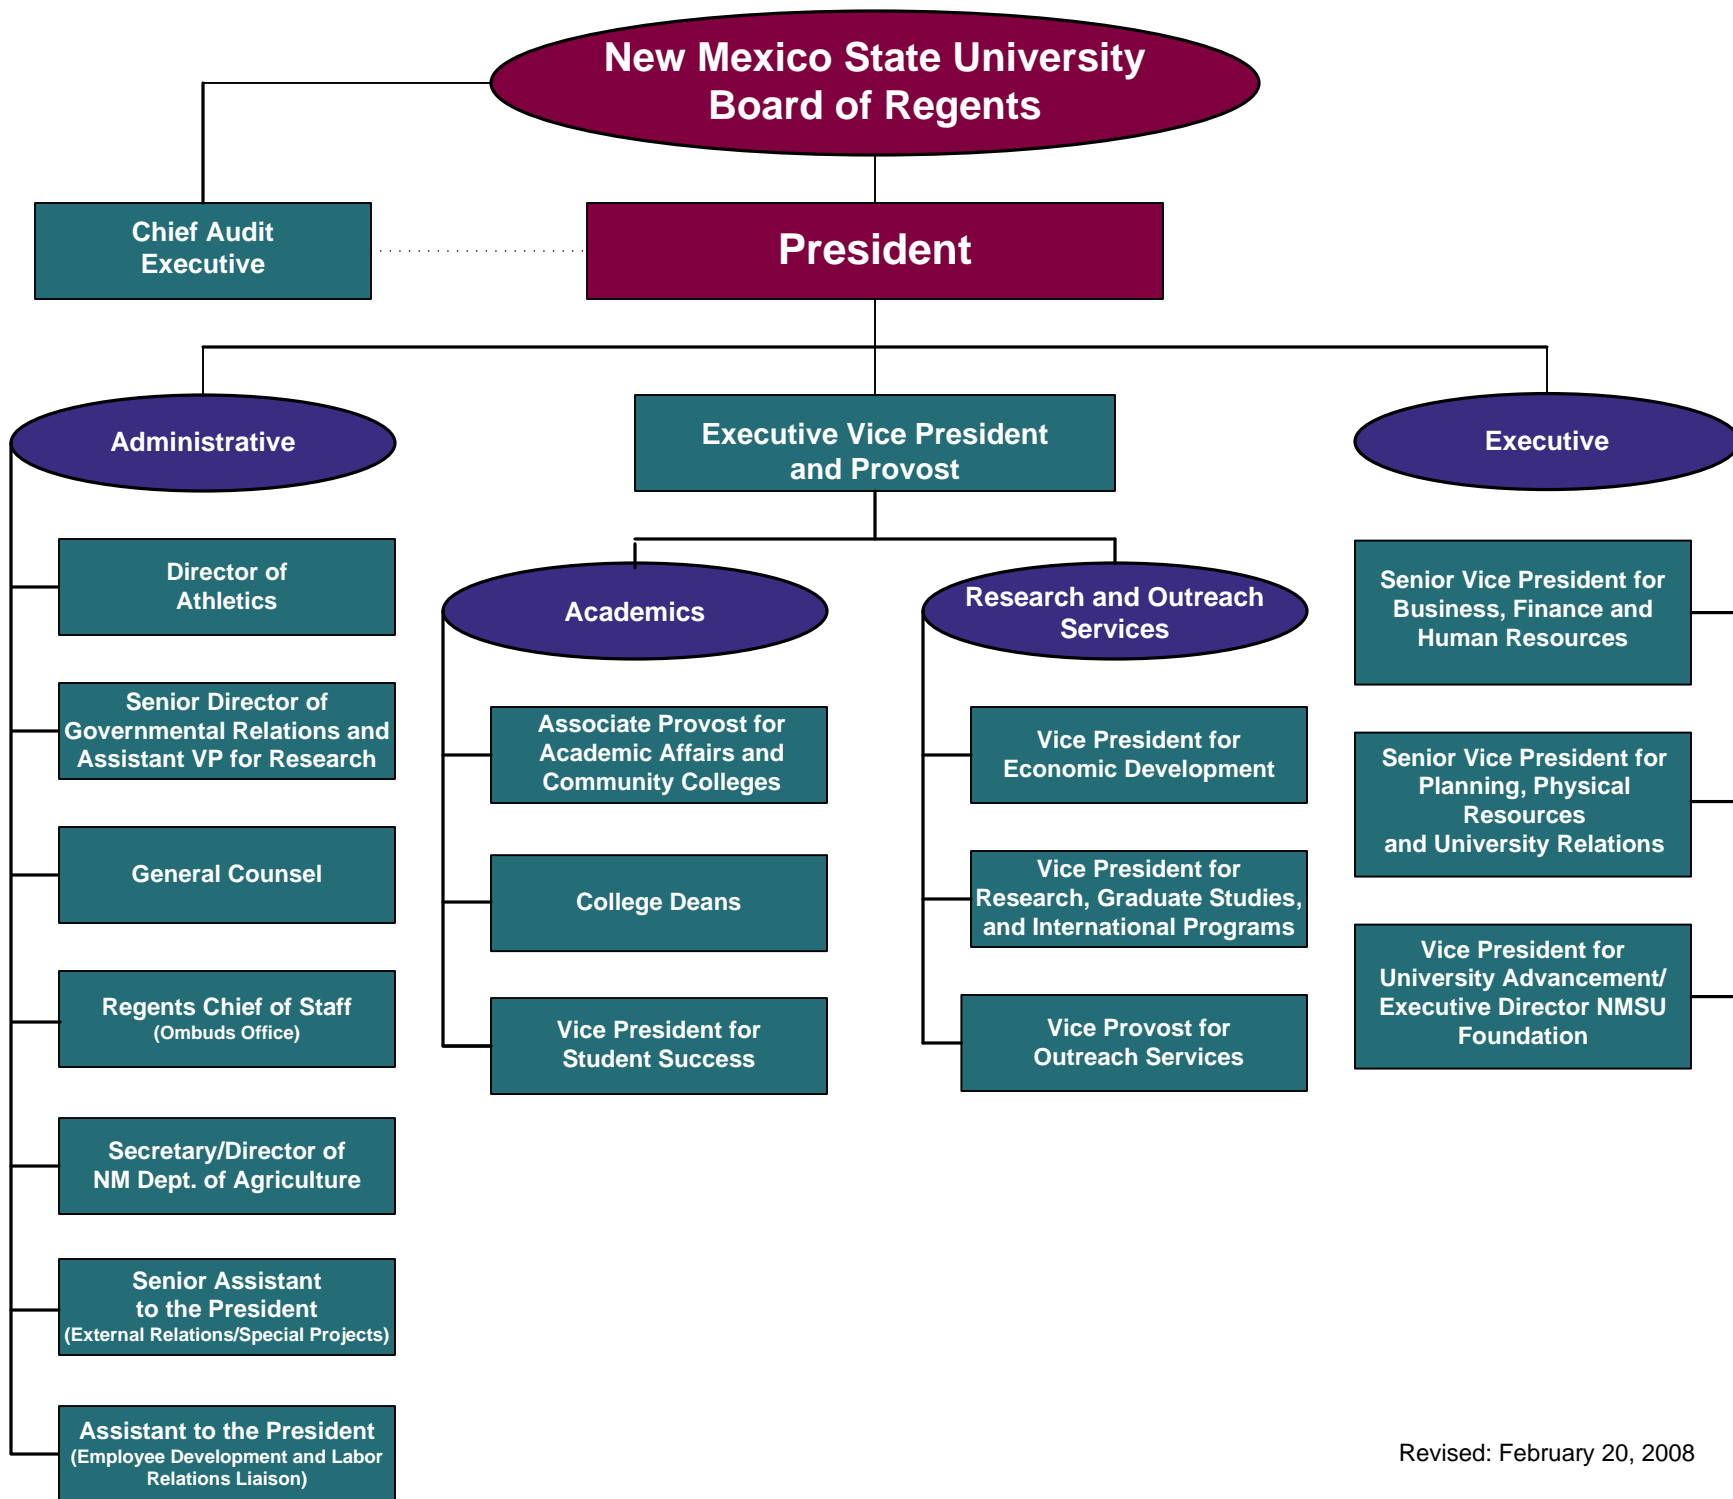 New Mexico State University
Board of Regents
Chief Audit
Executive
President
Administrative
Executive Vice President
and Provost
Executive
Director of
Athletics
Senior Director of
Governmental Relations and
Assistant VP for Research
General Counsel
Regents Chief of Staff
(Ombuds Office)
Secretary/Director of
NM Dept. of Agriculture
Senior Assistant
to the President
(External Relations/Special Projects)
Assistant to the President
(Employee Development and Labor
Relations Liaison)
Academics
Associate Provost for
Academic Affairs and
Community Colleges
College Deans
Vice President for
Student Success
Research and Outreach
Services
Vice President for
Economic Development
Vice President for
Research, Graduate Studies,
and International Programs
Vice Provost for
Outreach Services
Senior Vice President for
Business, Finance and
Human Resources
Senior Vice President for
Planning, Physical
Resources
and University Relations
Vice President for
University Advancement/
Executive Director NMSU
Foundation
Revised: February 20, 2008